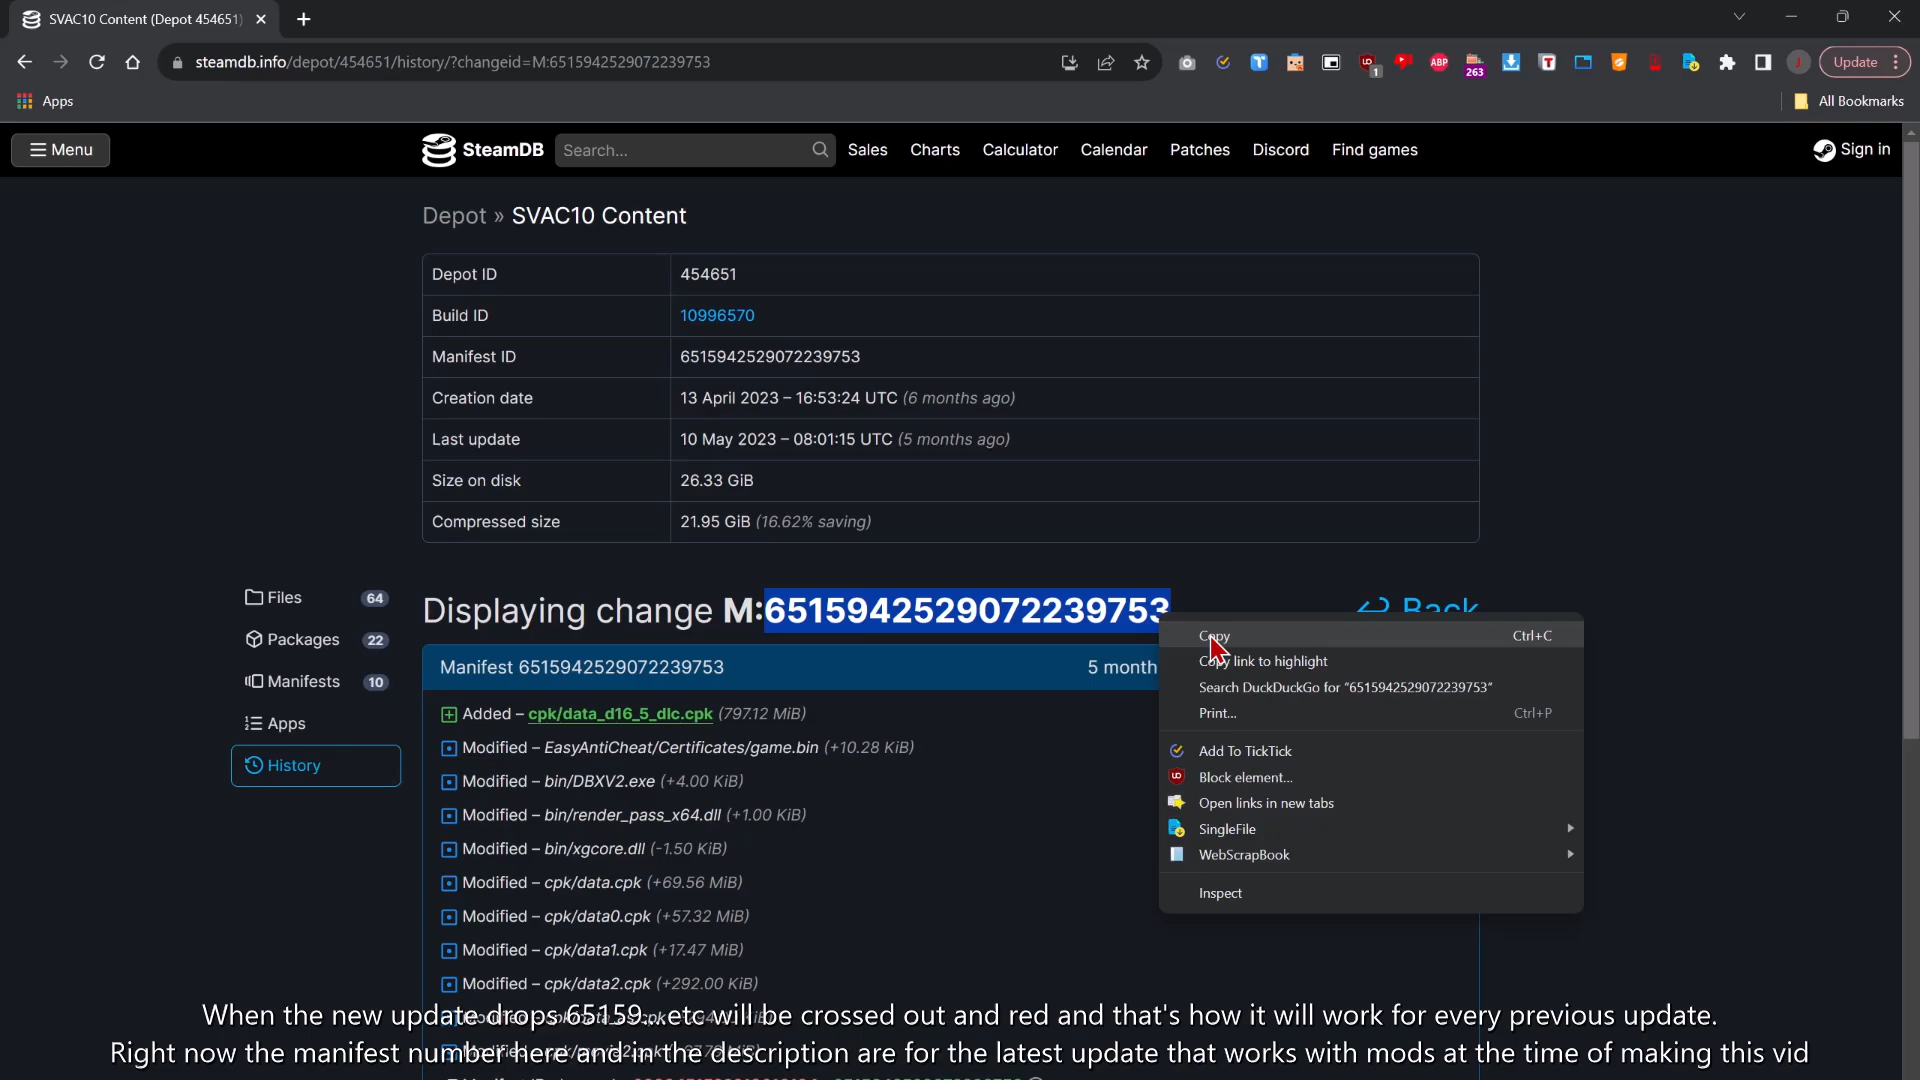 SVAC10 Content (Depot 454651)
steamdb.info/depot/454651/history/?changeid=M:6515942529072239753
1
ABP
263
T
J
Update
Apps
All Bookmarks
Menu
SteamDB
Search...
Sales
Charts
Calculator
Calendar
Patches
Discord
Find games
Sign in
Depot » SVAC10 Content
Depot ID 454651
Build ID 10996570
Manifest ID 6515942529072239753
Creation date 13 April 2023 – 16:53:24 UTC (6 months ago)
Last update 10 May 2023 – 08:01:15 UTC (5 months ago)
Size on disk 26.33 GiB
Compressed size 21.95 GiB (16.62% saving)
Files 64
Packages 22
Manifests 10
Apps
History
Displaying change M:6515942529072239753
Back
Manifest 6515942529072239753 5 month
Added – cpk/data_d16_5_dlc.cpk (797.12 MiB)
Modified – EasyAntiCheat/Certificates/game.bin (+10.28 KiB)
Modified – bin/DBXV2.exe (+4.00 KiB)
Modified – bin/render_pass_x64.dll (+1.00 KiB)
Modified – bin/xgcore.dll (-1.50 KiB)
Modified – cpk/data.cpk (+69.56 MiB)
Modified – cpk/data0.cpk (+57.32 MiB)
Modified – cpk/data1.cpk (+17.47 MiB)
Modified – cpk/data2.cpk (+292.00 KiB)
Copy Ctrl+C
Copy link to highlight
Search DuckDuckGo for “6515942529072239753”
Print... Ctrl+P
Add To TickTick
Block element...
Open links in new tabs
SingleFile
WebScrapBook
Inspect
When the new update drops 65159...etc will be crossed out and red and that's how it will work for every previous update.
Right now the manifest number here and in the description are for the latest update that works with mods at the time of making this vid